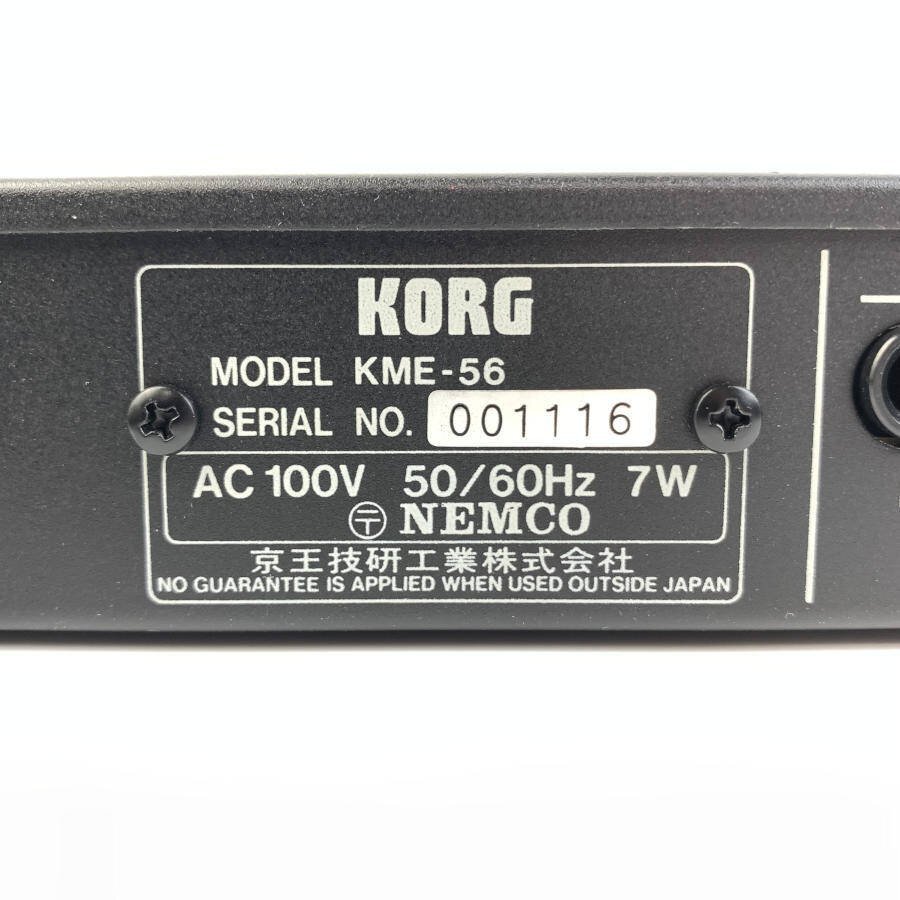 KORG
MODEL KME-56
SERIAL NO. 001116
AC 100V 50/60Hz 7W
〶 NEMCO
京王技研工業株式会社
NO GUARANTEE IS APPLIED WHEN USED OUTSIDE JAPAN